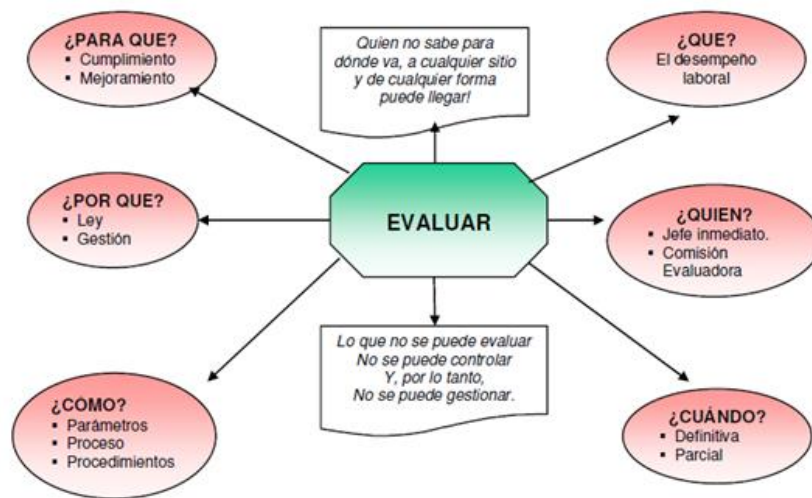 ¿PARA QUE?
▪ Cumplimiento
▪ Mejoramiento
Quien no sabe para
dónde va, a cualquier sitio
y de cualquier forma
puede llegar!
¿QUE?
El desempeño
laboral
¿POR QUE?
▪ Ley
▪ Gestión
EVALUAR
¿QUIEN?
▪ Jefe inmediato.
▪ Comisión
Evaluadora
¿CÓMO?
▪ Parámetros
▪ Proceso
▪ Procedimientos
Lo que no se puede evaluar
No se puede controlar
Y, por lo tanto,
No se puede gestionar.
¿CUÁNDO?
▪ Definitiva
▪ Parcial